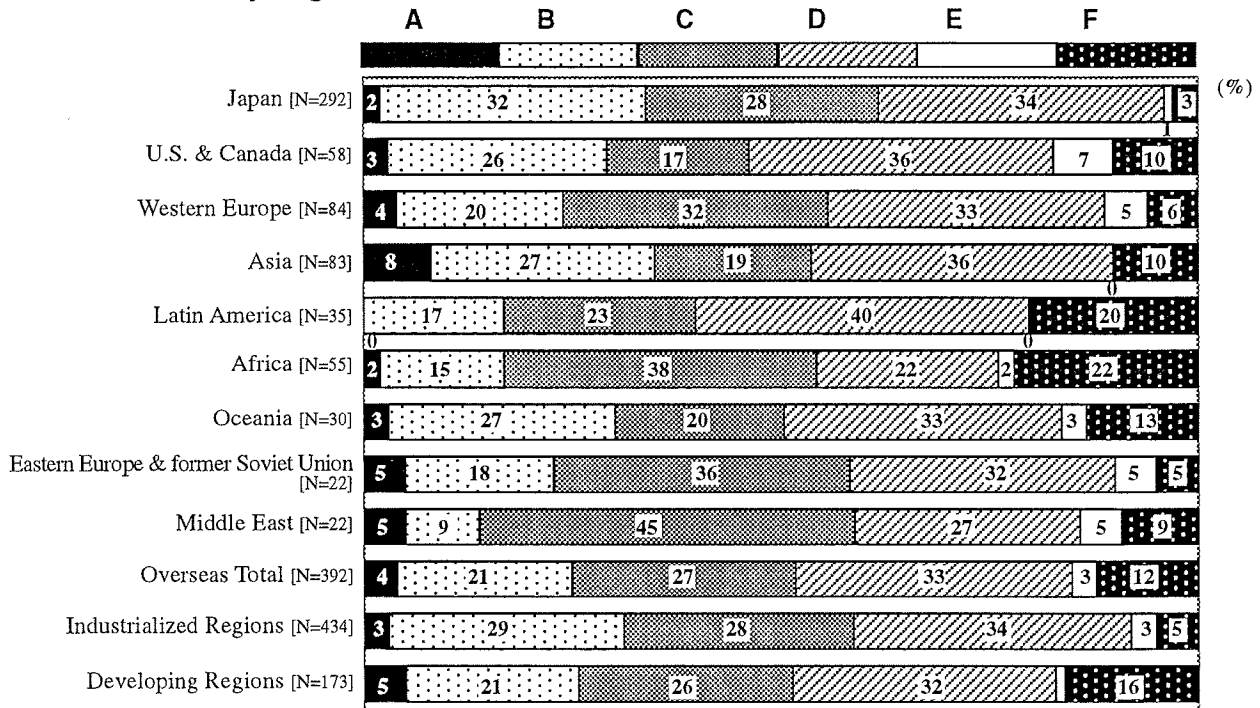 A B C D E F
(%)
Japan [N=292] 2 32 28 34 1 3
U.S. & Canada [N=58] 3 26 17 36 7 10
Western Europe [N=84] 4 20 32 33 5 6
Asia [N=83] 8 27 19 36 0 10
Latin America [N=35] 0 17 23 40 0 20
Africa [N=55] 2 15 38 22 2 22
Oceania [N=30] 3 27 20 33 3 13
Eastern Europe & former Soviet Union
[N=22] 5 18 36 32 5 5
Middle East [N=22] 5 9 45 27 5 9
Overseas Total [N=392] 4 21 27 33 3 12
Industrialized Regions [N=434] 3 29 28 34 3 5
Developing Regions [N=173] 5 21 26 32 16